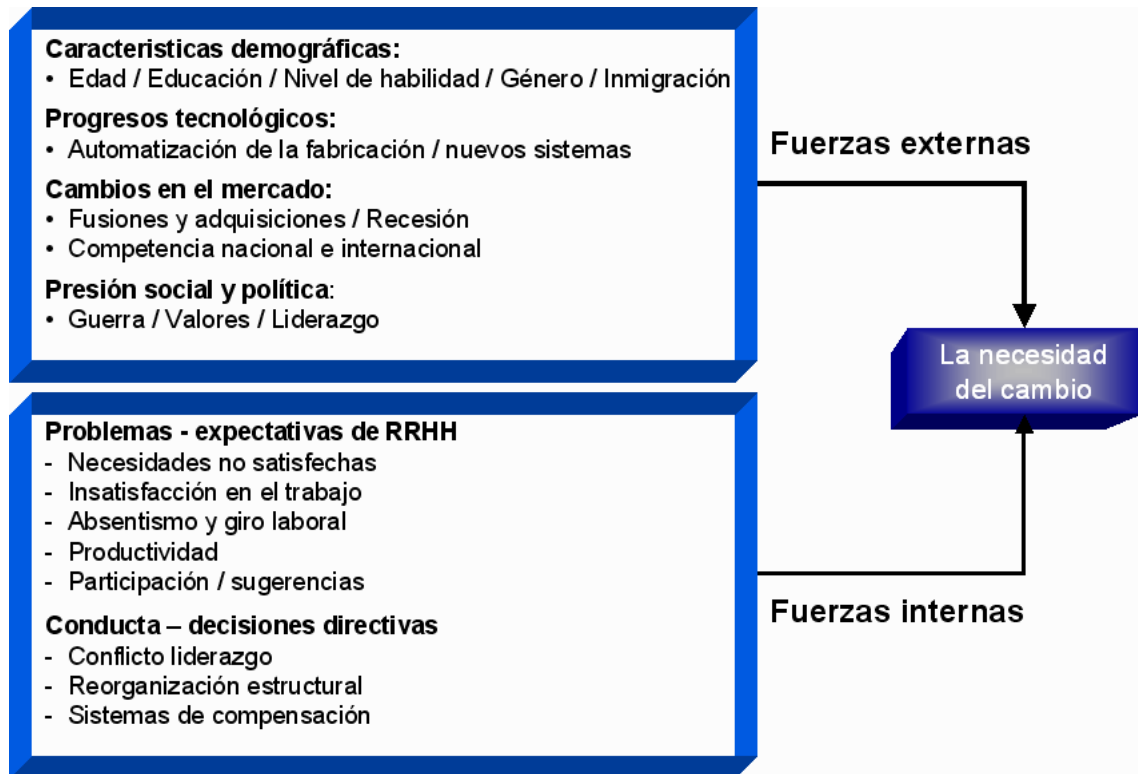 Caracteristicas demográficas:
• Edad / Educación / Nivel de habilidad / Género / Inmigración
Progresos tecnológicos:
• Automatización de la fabricación / nuevos sistemas
Cambios en el mercado:
• Fusiones y adquisiciones / Recesión
• Competencia nacional e internacional
Presión social y política:
• Guerra / Valores / Liderazgo
Fuerzas externas
La necesidad
del cambio
Problemas - expectativas de RRHH
- Necesidades no satisfechas
- Insatisfacción en el trabajo
- Absentismo y giro laboral
- Productividad
- Participación / sugerencias
Conducta – decisiones directivas
- Conflicto liderazgo
- Reorganización estructural
- Sistemas de compensación
Fuerzas internas